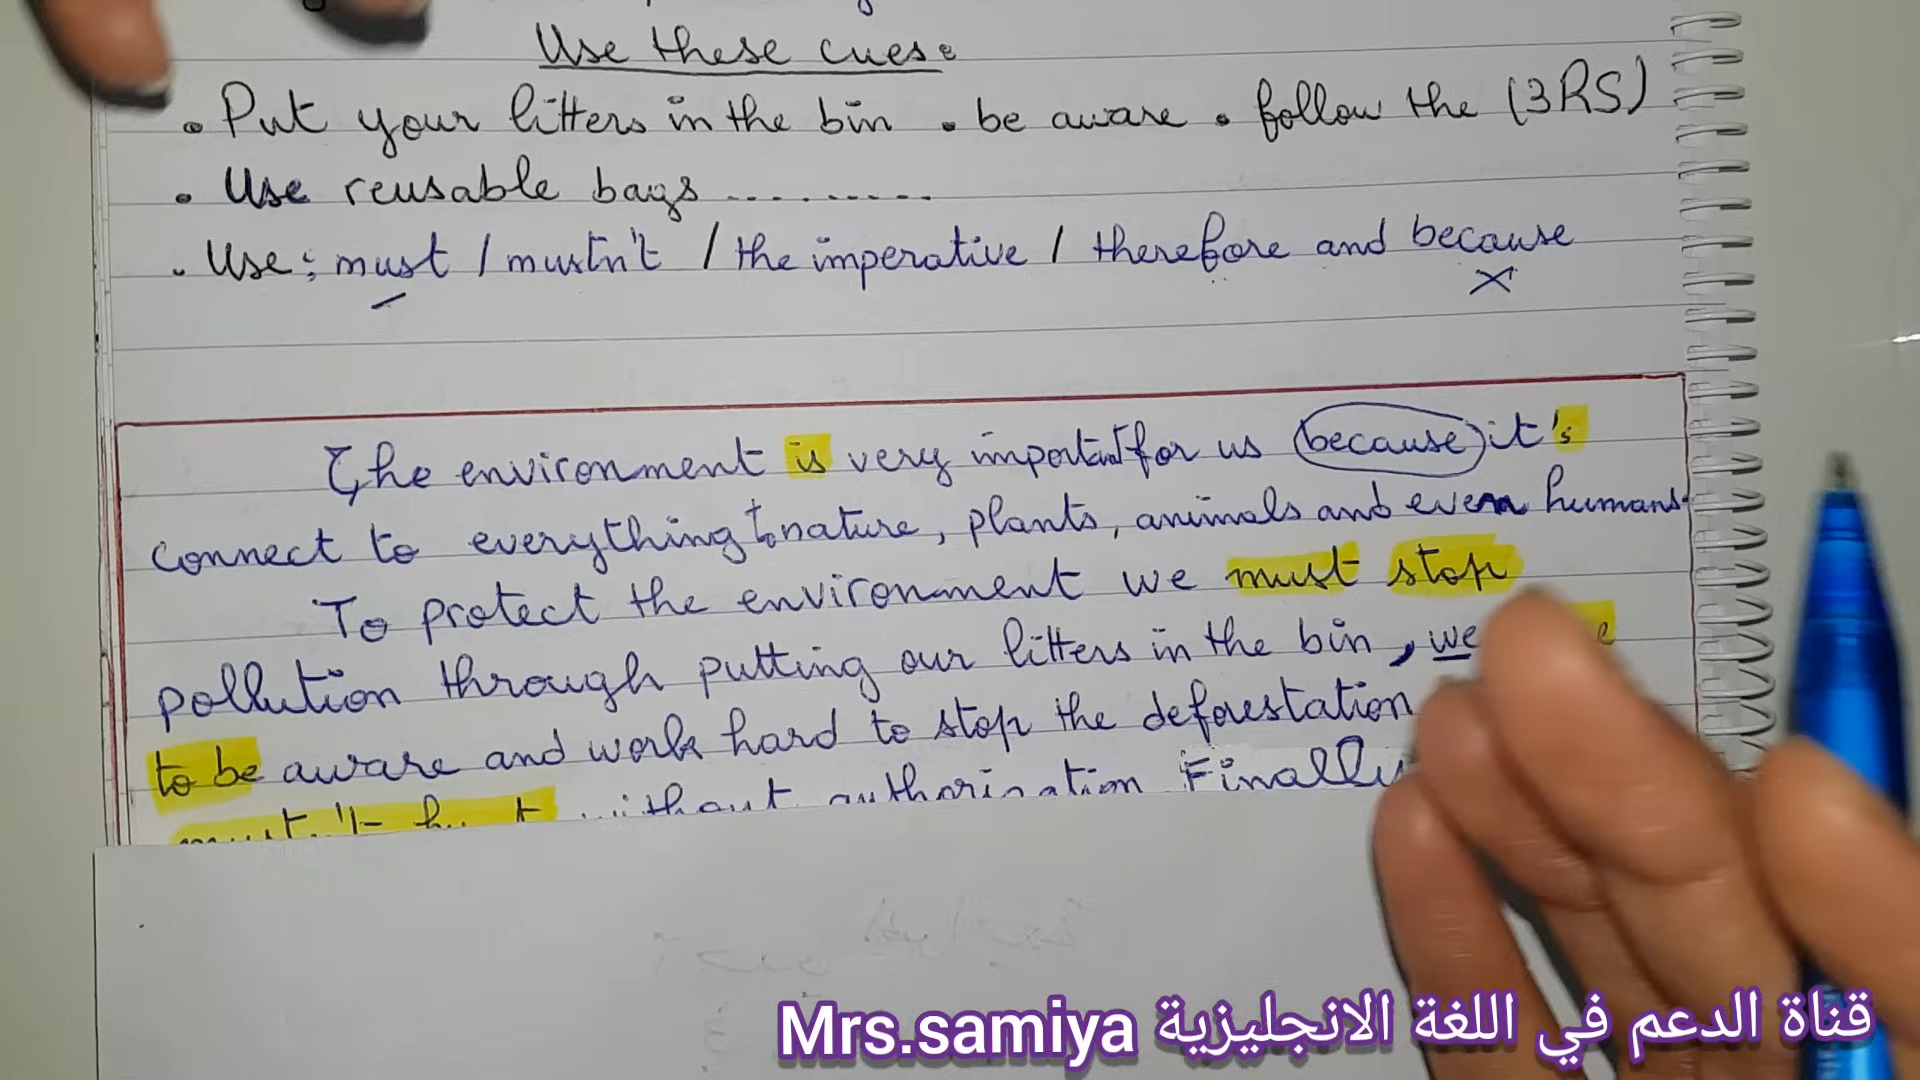 Use these cues:
• Put your litters in the bin • be aware • follow the (3RS)
• Use reusable bags ..........
• Use: must / mustn't / the imperative / therefore and because
The environment is very important for us because it's
connect to everything to nature, plants, animals and even humans.
To protect the environment we must stop
pollution through putting our litters in the bin, we
to be aware and work hard to stop the deforestation
without authorization Finally
Mrs.samiya قناة الدعم في اللغة الانجليزية